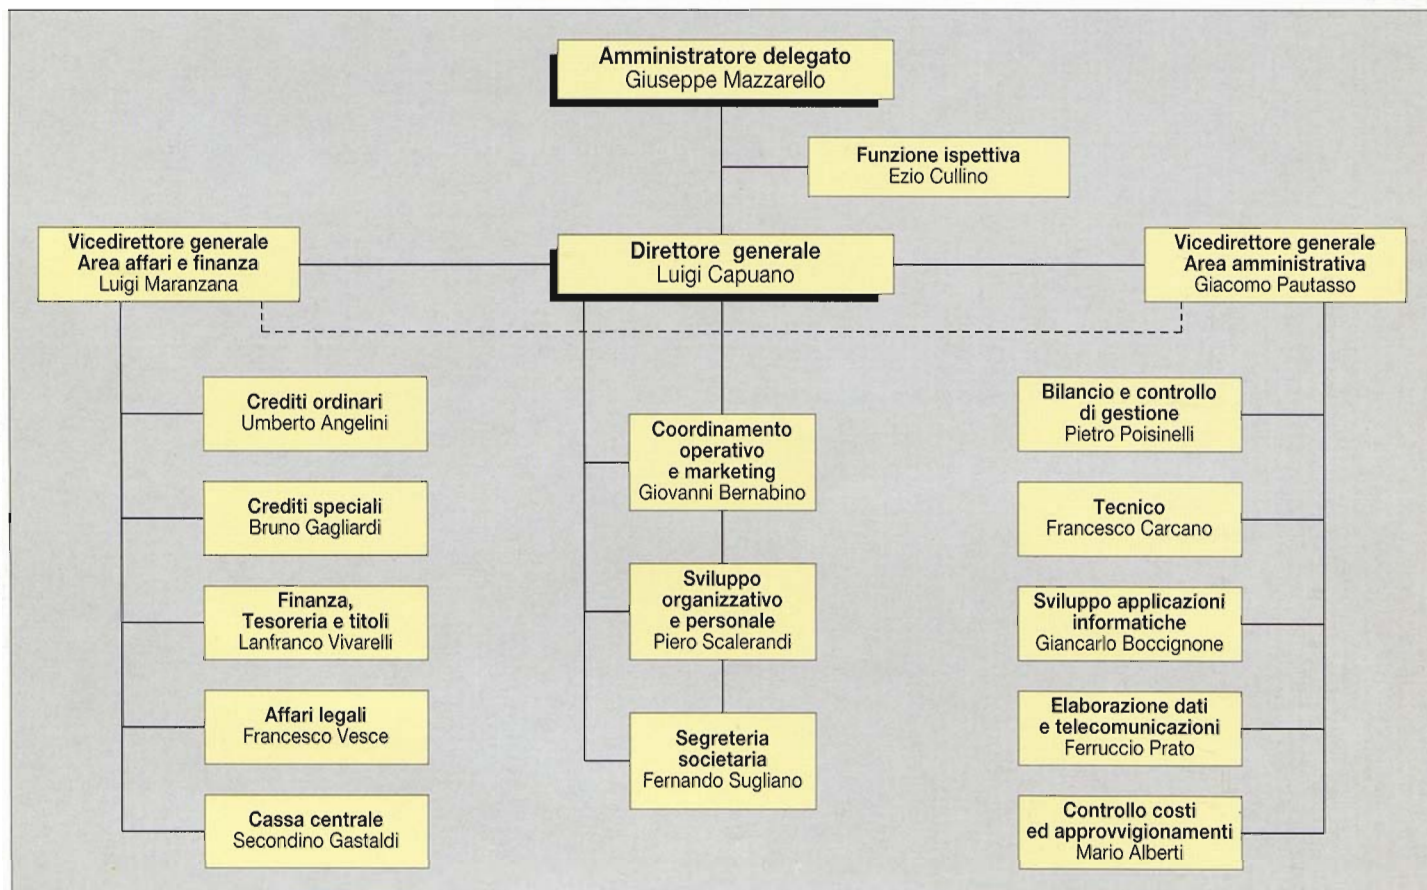 Amministratore delegato
Giuseppe Mazzarello
Funzione ispettiva
Ezio Cullino
Vicedirettore generale
Area affari e finanza
Luigi Maranzana
Direttore generale
Luigi Capuano
Vicedirettore generale
Area amministrativa
Giacomo Pautasso
Crediti ordinari
Umberto Angelini
Crediti speciali
Bruno Gagliardi
Finanza,
Tesoreria e titoli
Lanfranco Vivarelli
Affari legali
Francesco Vesce
Cassa centrale
Secondino Gastaldi
Coordinamento
operativo
e marketing
Giovanni Bernabino
Sviluppo
organizzativo
e personale
Piero Scalerandi
Segreteria
societaria
Fernando Sugliano
Bilancio e controllo
di gestione
Pietro Poisinelli
Tecnico
Francesco Carcano
Sviluppo applicazioni
informatiche
Giancarlo Boccignone
Elaborazione dati
e telecomunicazioni
Ferruccio Prato
Controllo costi
ed approvvigionamenti
Mario Alberti